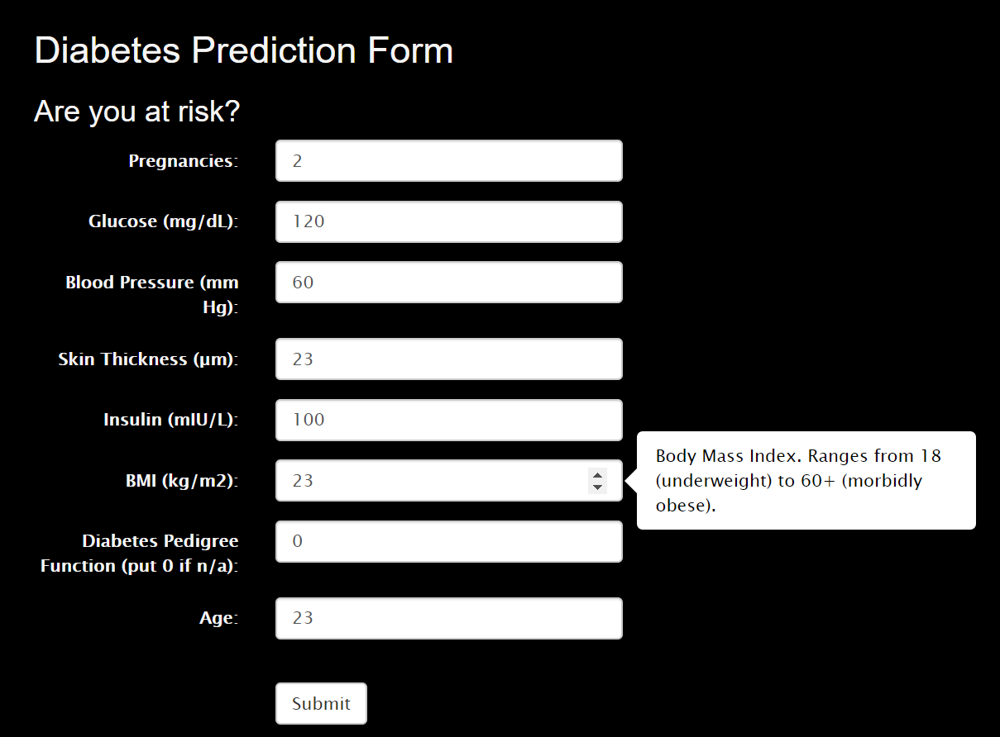 Diabetes Prediction Form
Are you at risk?
Pregnancies: 2
Glucose (mg/dL): 120
Blood Pressure (mm 60
Hg):
Skin Thickness (µm): 23
Insulin (mIU/L): 100
BMI (kg/m2): 23
Body Mass Index. Ranges from 18
(underweight) to 60+ (morbidly
obese).
Diabetes Pedigree 0
Function (put 0 if n/a):
Age: 23
Submit